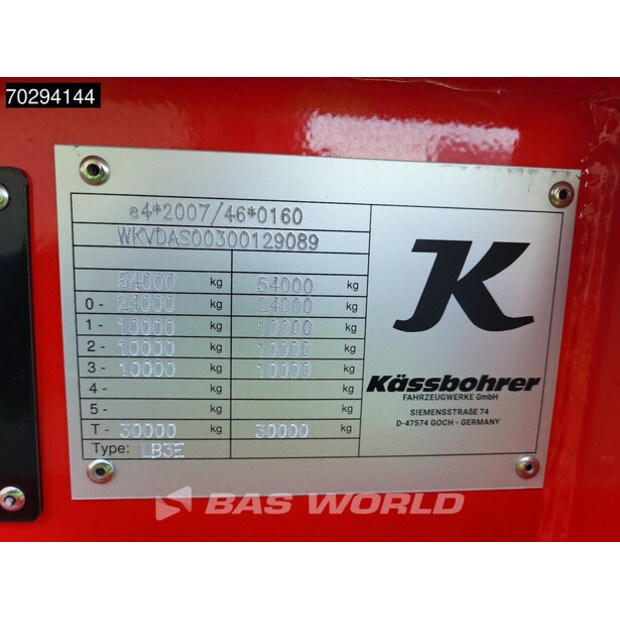 70294144
e4*2007/46*0160
WKVDAS00300129089
54000 kg 54000 kg
0 - 24000 kg 24000 kg
1 - 10000 kg 10000 kg
2 - 10000 kg 10000 kg
3 - 10000 kg 10000 kg
4 - kg kg
5 - kg kg
T - 30000 kg 30000 kg
Type: LB3E
K
Kässbohrer
FAHRZEUGWERKE GmbH
SIEMENSSTRAßE 74
D-47574 GOCH - GERMANY
BAS WORLD